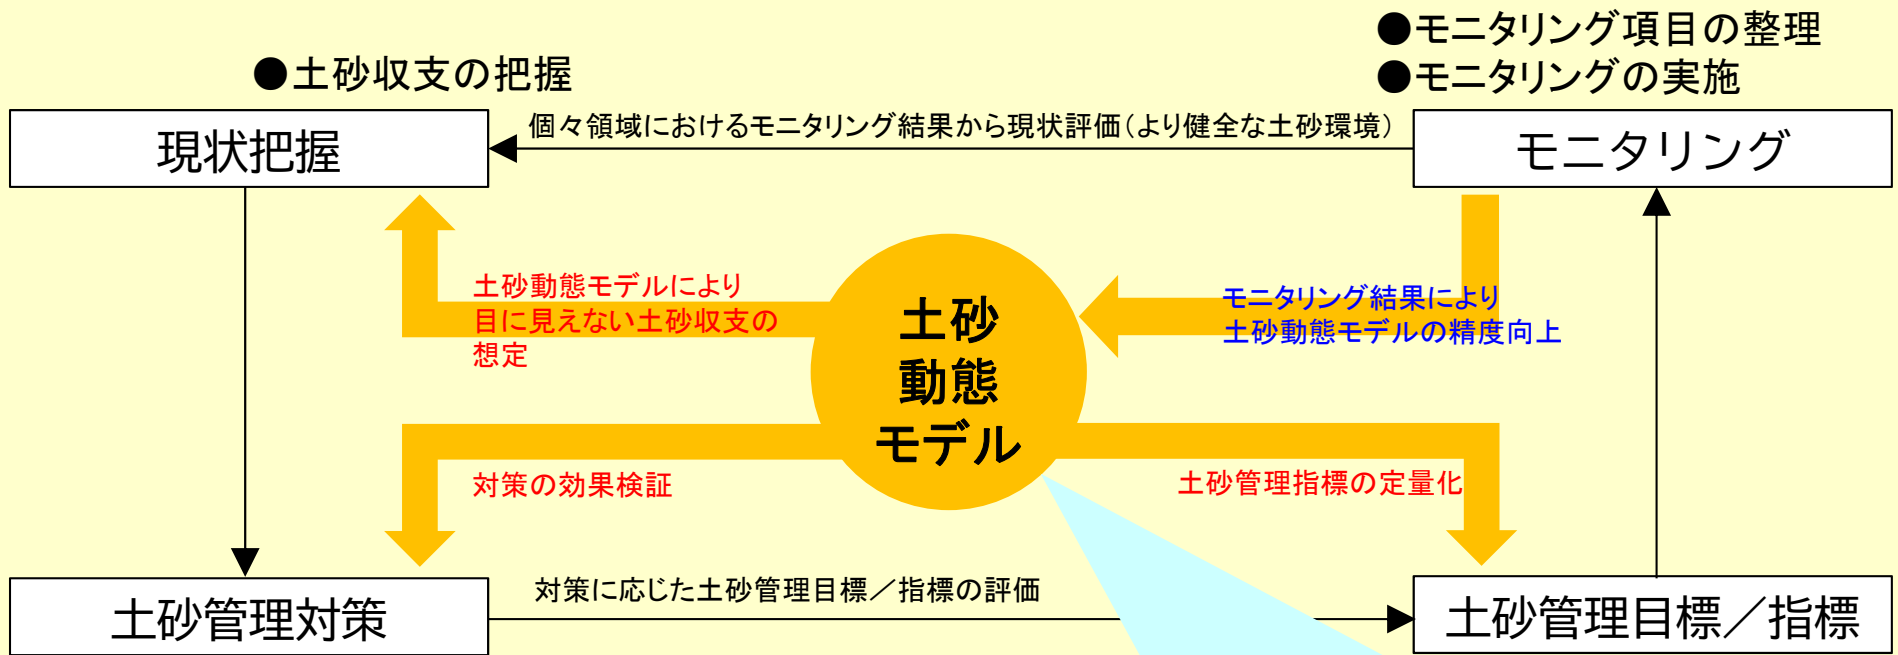 ●モニタリング項目の整理
●土砂収支の把握
●モニタリングの実施
現状把握
個々領域におけるモニタリング結果から現状評価（より健全な土砂環境）
モニタリング
土砂動態モデルにより
目に見えない土砂収支の
想定
土砂
動態
モデル
モニタリング結果により
土砂動態モデルの精度向上
対策の効果検証
土砂管理指標の定量化
土砂管理対策
対策に応じた土砂管理目標／指標の評価
土砂管理目標／指標